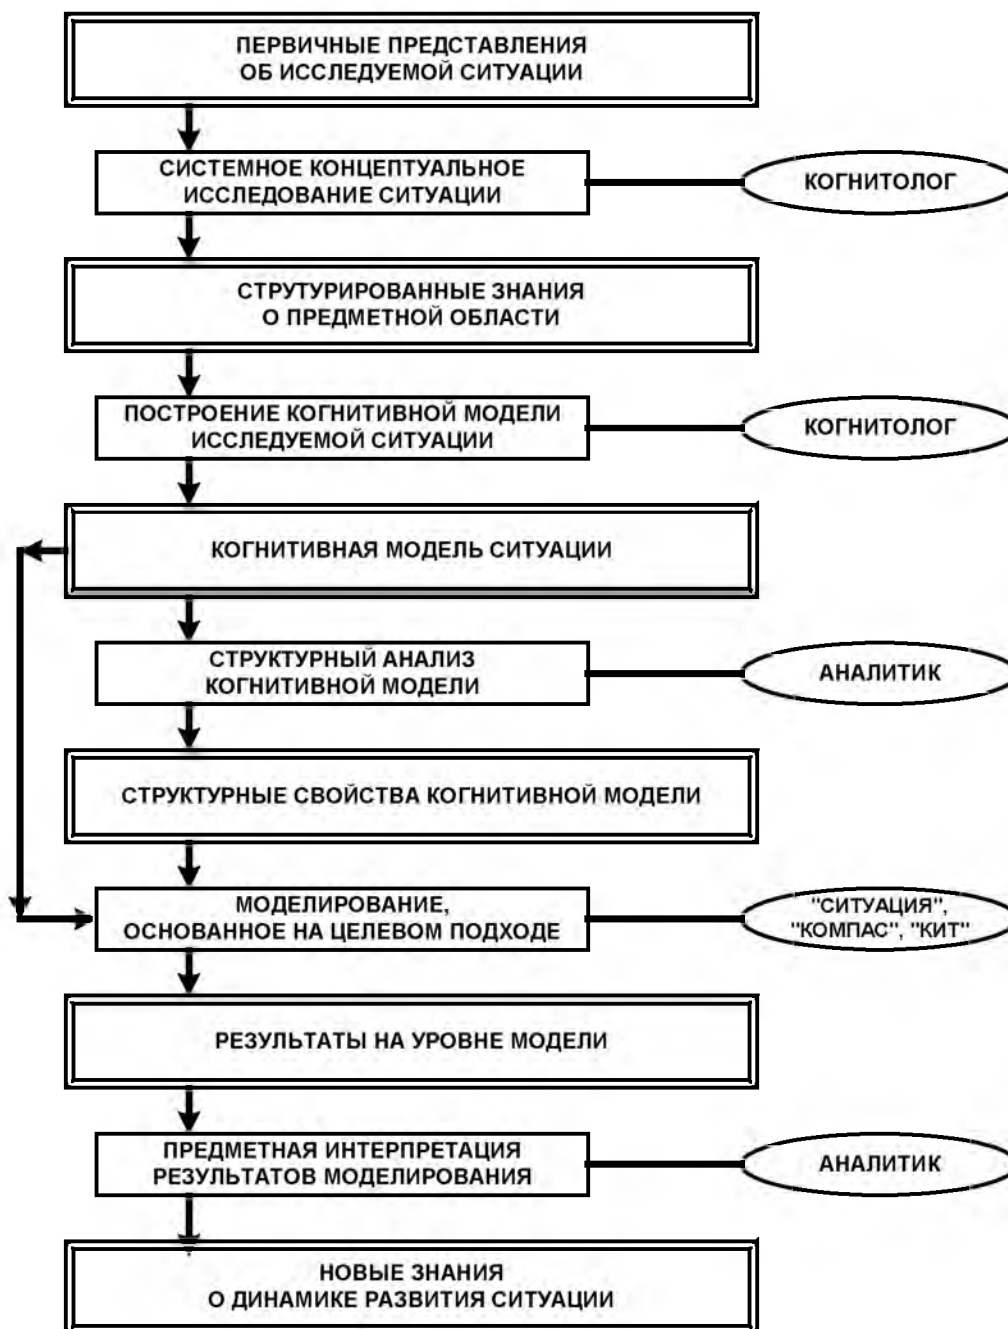 ПЕРВИЧНЫЕ ПРЕДСТАВЛЕНИЯ
ОБ ИССЛЕДУЕМОЙ СИТУАЦИИ
СИСТЕМНОЕ КОНЦЕПТУАЛЬНОЕ
ИССЛЕДОВАНИЕ СИТУАЦИИ
КОГНИТОЛОГ
СТРУТУРИРОВАННЫЕ ЗНАНИЯ
О ПРЕДМЕТНОЙ ОБЛАСТИ
ПОСТРОЕНИЕ КОГНИТИВНОЙ МОДЕЛИ
ИССЛЕДУЕМОЙ СИТУАЦИИ
КОГНИТОЛОГ
КОГНИТИВНАЯ МОДЕЛЬ СИТУАЦИИ
СТРУКТУРНЫЙ АНАЛИЗ
КОГНИТИВНОЙ МОДЕЛИ
АНАЛИТИК
СТРУКТУРНЫЕ СВОЙСТВА КОГНИТИВНОЙ МОДЕЛИ
МОДЕЛИРОВАНИЕ,
ОСНОВАННОЕ НА ЦЕЛЕВОМ ПОДХОДЕ
"СИТУАЦИЯ",
"КОМПАС", "КИТ"
РЕЗУЛЬТАТЫ НА УРОВНЕ МОДЕЛИ
ПРЕДМЕТНАЯ ИНТЕРПРЕТАЦИЯ
РЕЗУЛЬТАТОВ МОДЕЛИРОВАНИЯ
АНАЛИТИК
НОВЫЕ ЗНАНИЯ
О ДИНАМИКЕ РАЗВИТИЯ СИТУАЦИИ